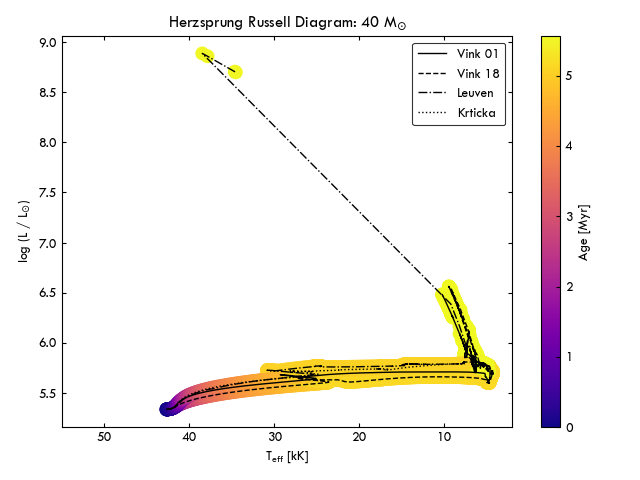 Herzsprung Russell Diagram: 40 M☉
9.0
8.5
8.0
7.5
7.0
6.5
6.0
5.5
log (L / L☉)
50
40
30
20
10
Teff [kK]
Vink 01
Vink 18
Leuven
Krticka
5
4
3
2
1
0
Age [Myr]